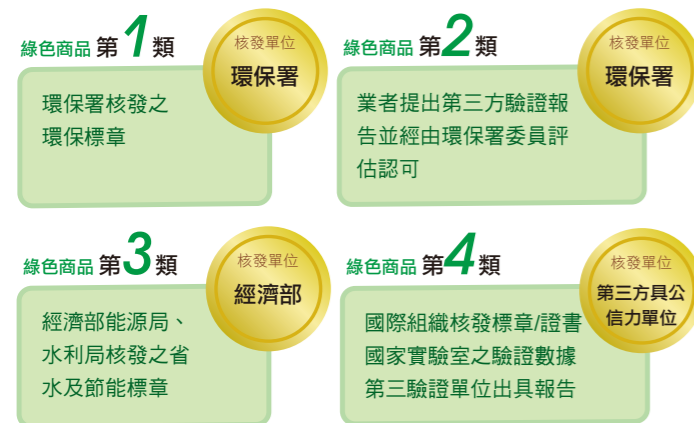 綠色商品 第1類
核發單位
環保署
環保署核發之
環保標章
綠色商品 第2類
核發單位
環保署
業者提出第三方驗證報
告並經由環保署委員評
估認可
綠色商品 第3類
核發單位
經濟部
經濟部能源局、
水利局核發之省
水及節能標章
綠色商品 第4類
核發單位
第三方具公
信力單位
國際組織核發標章/證書
國家實驗室之驗證數據
第三驗證單位出具報告